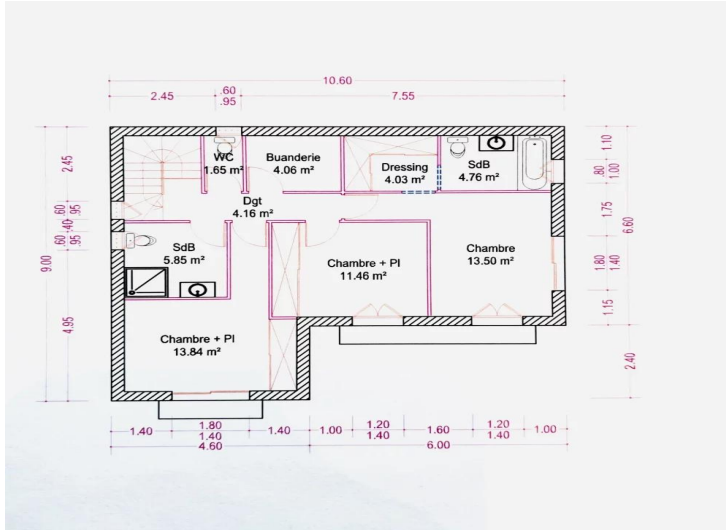 10.60
2.45
.60
.95
7.55
WC
1.65 m²
Buanderie
4.06 m²
Dressing
4.03 m²
SdB
4.76 m²
Dgt
4.16 m²
SdB
5.85 m²
Chambre + Pl
11.46 m²
Chambre
13.50 m²
Chambre + Pl
13.84 m²
9.00
2.45
.60
.95
.40
.60
.95
4.95
1.10
.80
1.00
1.75
1.80
1.40
1.15
6.60
2.40
1.40
1.80
1.40
1.40
1.00
1.20
1.40
1.60
1.20
1.40
1.00
4.60
6.00